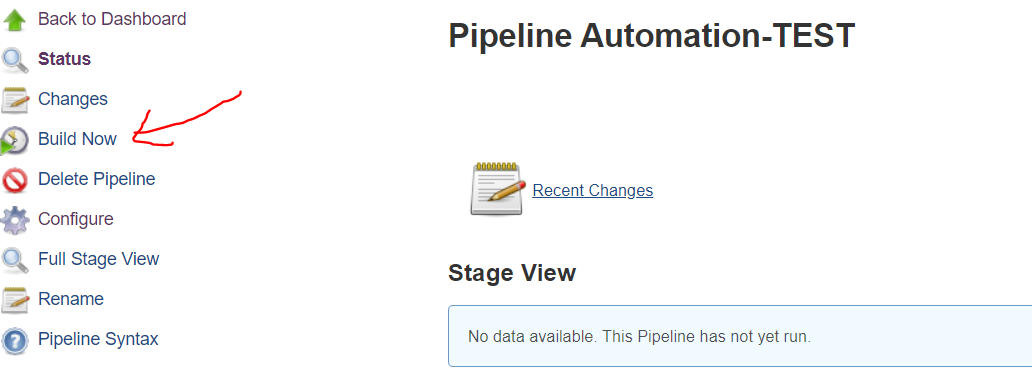 Back to Dashboard
Status
Changes
Build Now
Delete Pipeline
Configure
Full Stage View
Rename
Pipeline Syntax
Pipeline Automation-TEST
Recent Changes
Stage View
No data available. This Pipeline has not yet run.